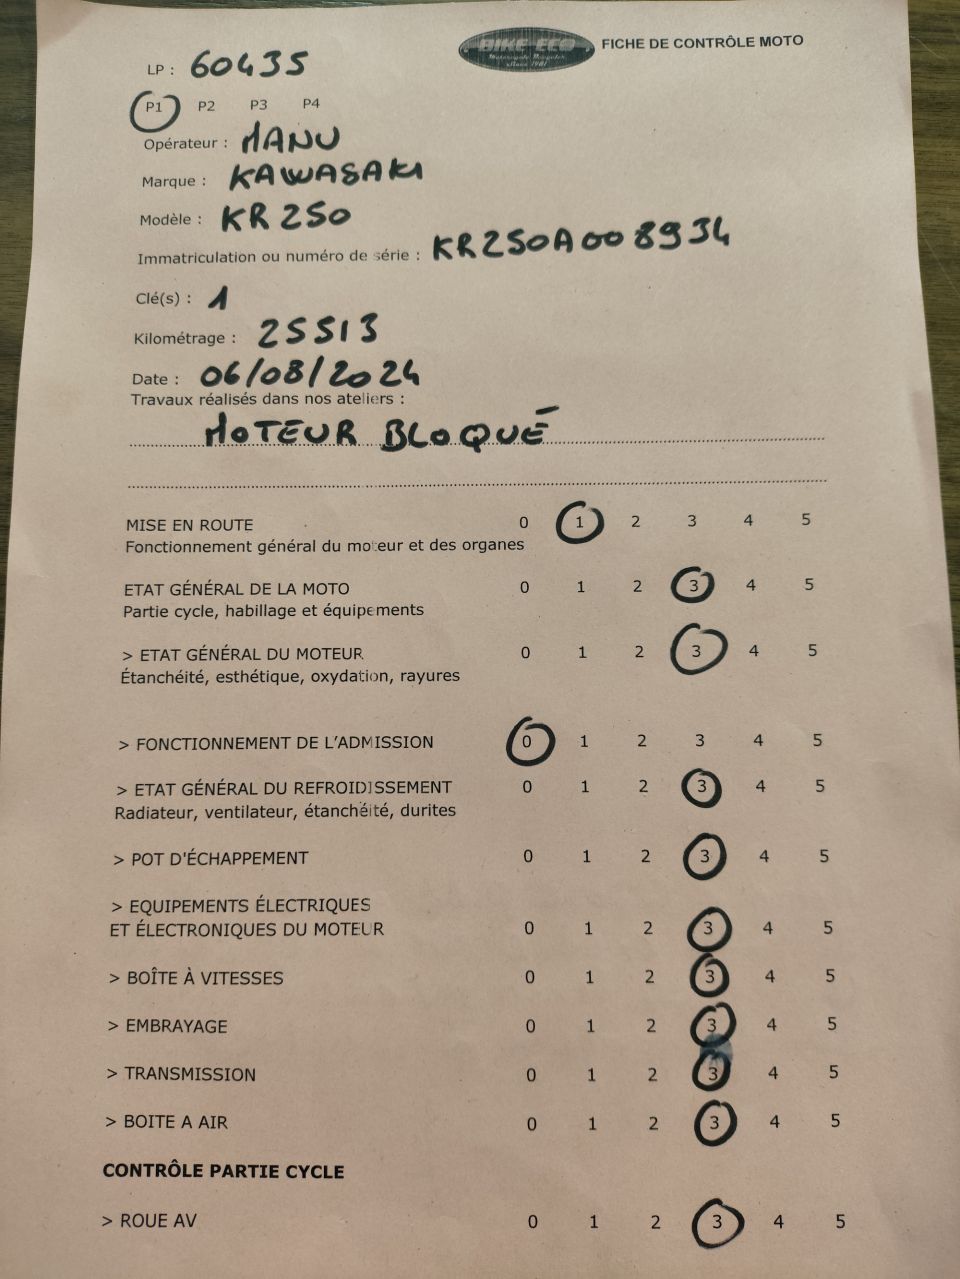 BIKE ECO
Motorcycle Recycler
Since 1981
FICHE DE CONTRÔLE MOTO
LP : 60435
P1 P2 P3 P4
Opérateur : MANU
Marque : KAWASAKI
Modèle : KR 250
Immatriculation ou numéro de série : KR250A008934
Clé(s) : 1
Kilométrage : 25513
Date : 06/08/2024
Travaux réalisés dans nos ateliers :
MOTEUR BLOQUÉ
MISE EN ROUTE 0 1 2 3 4 5
Fonctionnement général du moteur et des organes
ETAT GÉNÉRAL DE LA MOTO 0 1 2 3 4 5
Partie cycle, habillage et équipements
> ETAT GÉNÉRAL DU MOTEUR 0 1 2 3 4 5
Étanchéité, esthétique, oxydation, rayures
> FONCTIONNEMENT DE L'ADMISSION 0 1 2 3 4 5
> ETAT GÉNÉRAL DU REFROIDISSEMENT 0 1 2 3 4 5
Radiateur, ventilateur, étanchéité, durites
> POT D'ÉCHAPPEMENT 0 1 2 3 4 5
> EQUIPEMENTS ÉLECTRIQUES
ET ÉLECTRONIQUES DU MOTEUR 0 1 2 3 4 5
> BOÎTE À VITESSES 0 1 2 3 4 5
> EMBRAYAGE 0 1 2 3 4 5
> TRANSMISSION 0 1 2 3 4 5
> BOITE A AIR 0 1 2 3 4 5
CONTRÔLE PARTIE CYCLE
> ROUE AV 0 1 2 3 4 5